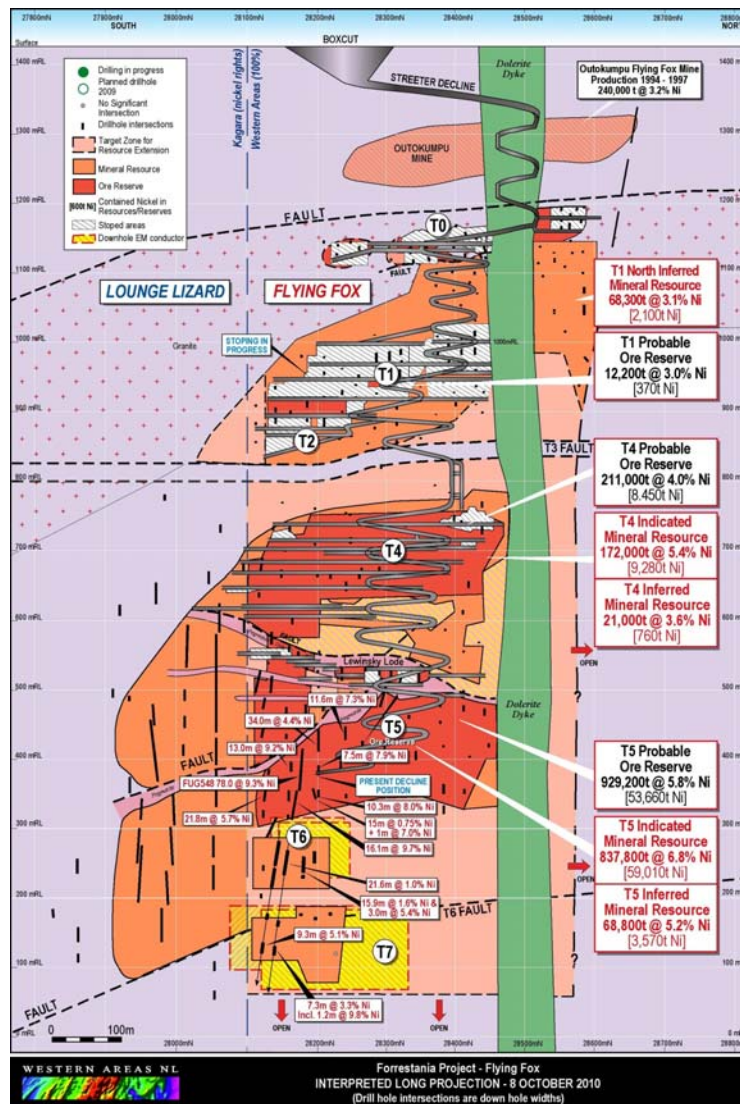 27800mN
27900mN
28000mN
28100mN
28200mN
28300mN
28400mN
28500mN
28600mN
28700mN
SOUTH
BOXCUT
Surface
1400 mRL
1300 mRL
1200 mRL
1100 mRL
1000 mRL
900 mRL
800 mRL
700 mRL
600 mRL
500 mRL
400 mRL
300 mRL
200 mRL
100 mRL
0 mRL
Drilling in progress
Planned drillhole
2009
No Significant
Intersection
Drillhole intersections
Target Zone for
Resource Extension
Mineral Resource
Ore Reserve
[600t Ni] Contained Nickel in
Resources/Reserves
Stoped areas
Downhole EM conductor
Kagara (nickel rights)
Western Areas (100%)
STREETER DECLINE
Dolerite
Dyke
Outokumpu Flying Fox Mine
Production 1994 - 1997
240,000 t @ 3.2% Ni
OUTOKUMPU
MINE
FAULT
T0
FAULT
LOUNGE LIZARD
FLYING FOX
T1 North Inferred
Mineral Resource
68,300t @ 3.1% Ni
[2,100t Ni]
Granite
STOPING IN
PROGRESS
1000mRL
T1
T1 Probable
Ore Reserve
12,200t @ 3.0% Ni
[370t Ni]
T2
T3 FAULT
T4 Probable
Ore Reserve
211,000t @ 4.0% Ni
[8.450t Ni]
T4
T4 Indicated
Mineral Resource
172,000t @ 5.4% Ni
[9,280t Ni]
T4 Inferred
Mineral Resource
21,000t @ 3.6% Ni
[760t Ni]
OPEN
FAULT
Lewinsky Lode
11.6m @ 7.3% Ni
34.0m @ 4.4% Ni
T5
Ore Reserve
Dolerite
Dyke
?
13.0m @ 9.2% Ni
7.5m @ 7.9% Ni
FAULT
FUG548 78.0 @ 9.3% Ni
PRESENT DECLINE
POSITION
T5 Probable
Ore Reserve
929,200t @ 5.8% Ni
[53,660t Ni]
21.8m @ 5.7% Ni
10.3m @ 8.0% Ni
15m @ 0.75% Ni
+ 1m @ 7.0% Ni
16.1m @ 9.7% Ni
T6
T5 Indicated
Mineral Resource
837,800t @ 6.8% Ni
[59,010t Ni]
OPEN
21.6m @ 1.0% Ni
15.9m @ 1.6% Ni &
3.0m @ 5.4% Ni
T6 FAULT
T5 Inferred
Mineral Resource
68,800t @ 5.2% Ni
[3,570t Ni]
9.3m @ 5.1% Ni
T7
?
7.3m @ 3.3% Ni
Incl. 1.2m @ 9.8% Ni
FAULT
OPEN
OPEN
0 100m
28000mN
28100mN
28200mN
28300mN
28400mN
28500mN
28600mN
28700mN
WESTERN AREAS NL
Forrestania Project - Flying Fox
INTERPRETED LONG PROJECTION - 8 OCTOBER 2010
(Drill hole intersections are down hole widths)